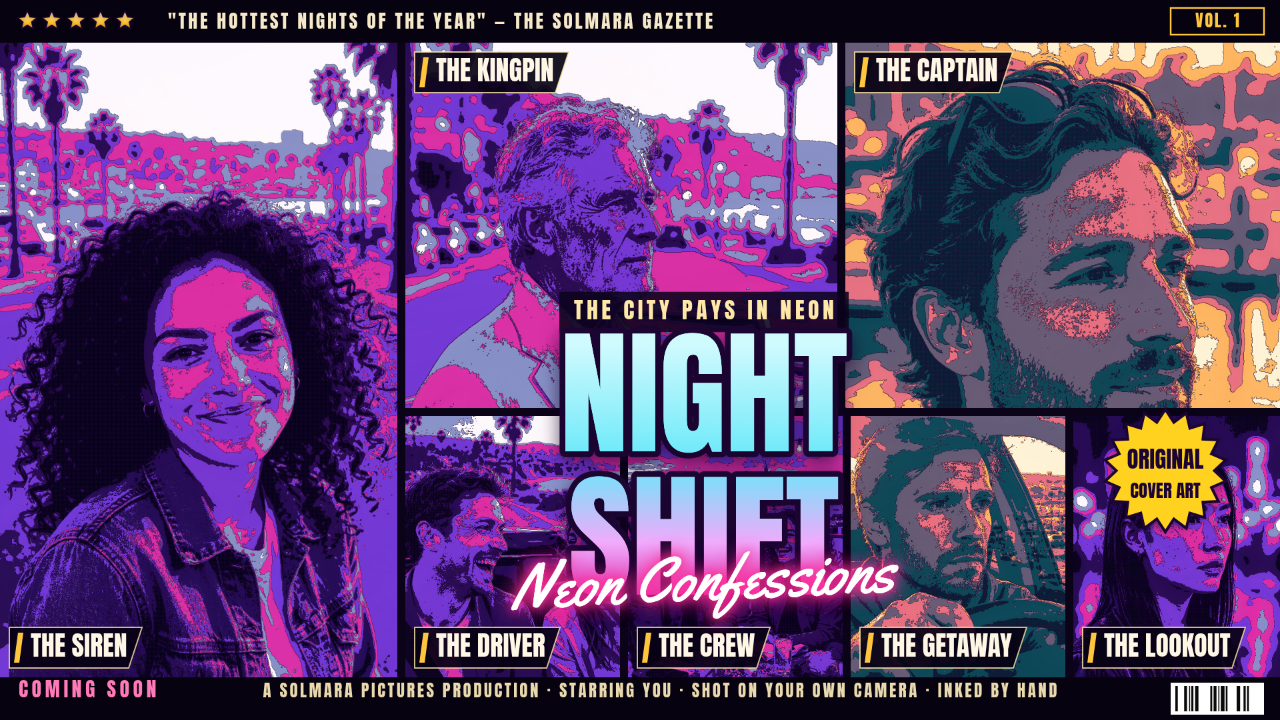 "THE HOTTEST NIGHTS OF THE YEAR" – THE SOLMARA GAZETTE
VOL. 1
THE KINGPIN
THE CAPTAIN
THE CITY PAYS IN NEON
NIGHT
SHIFT
Neon Confessions
ORIGINAL
COVER ART
THE SIREN
THE DRIVER
THE CREW
THE GETAWAY
THE LOOKOUT
COMING SOON
A SOLMARA PICTURES PRODUCTION · STARRING YOU · SHOT ON YOUR OWN CAMERA · INKED BY HAND